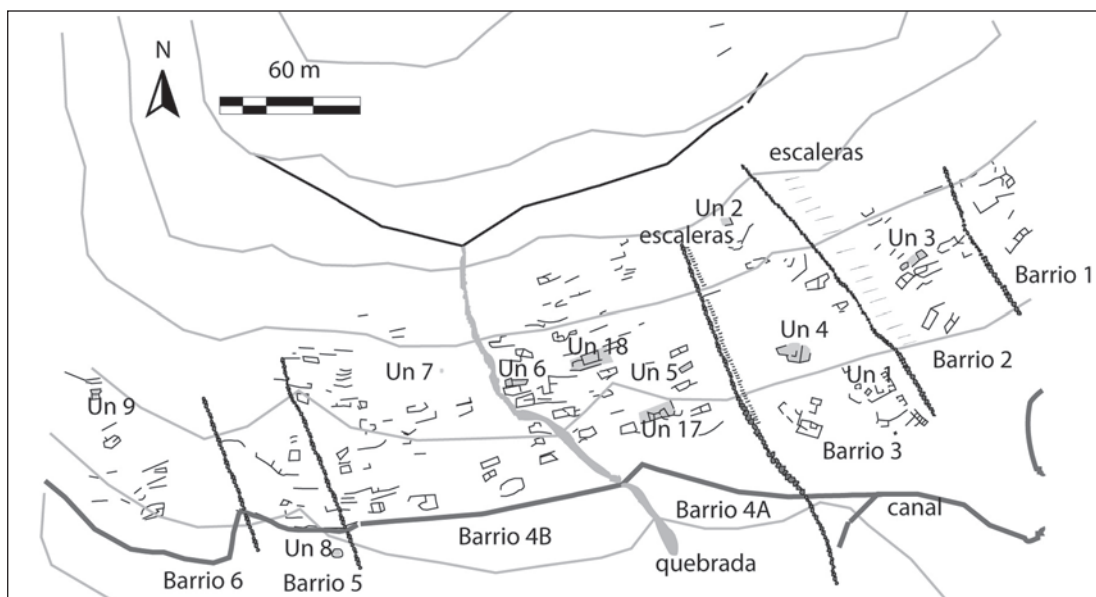 N
60 m
escaleras
Un 2
escaleras
Un 3
Barrio 1
Un 4
Un 18
Barrio 2
Un 7
Un 6
Un 5
Un 1
Un 9
Un 17
Barrio 3
canal
Barrio 4A
Barrio 4B
Un 8
quebrada
Barrio 6
Barrio 5